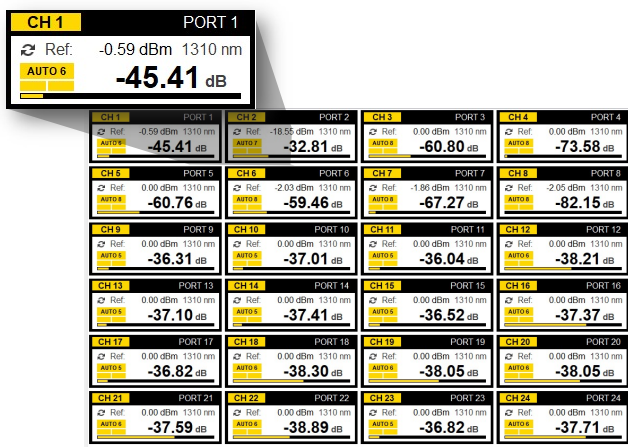 CH 1 PORT 1
Ref: -0.59 dBm 1310 nm
AUTO 6 -45.41 dB
CH 1 PORT 1 CH 2 PORT 2 CH 3 PORT 3 CH 4 PORT 4
Ref: -0.59 dBm 1310 nm Ref: -18.55 dBm 1310 nm Ref: 0.00 dBm 1310 nm Ref: 0.00 dBm 1310 nm
AUTO 6 -45.41 dB AUTO 7 -32.81 dB AUTO 8 -60.80 dB AUTO 8 -73.58 dB
CH 5 PORT 5 CH 6 PORT 6 CH 7 PORT 7 CH 8 PORT 8
Ref: 0.00 dBm 1310 nm Ref: -2.03 dBm 1310 nm Ref: -1.86 dBm 1310 nm Ref: -2.05 dBm 1310 nm
AUTO 8 -60.76 dB AUTO 8 -59.46 dB AUTO 8 -67.27 dB AUTO 8 -82.15 dB
CH 9 PORT 9 CH 10 PORT 10 CH 11 PORT 11 CH 12 PORT 12
Ref: 0.00 dBm 1310 nm Ref: 0.00 dBm 1310 nm Ref: 0.00 dBm 1310 nm Ref: 0.00 dBm 1310 nm
AUTO 5 -36.31 dB AUTO 5 -37.01 dB AUTO 5 -36.04 dB AUTO 6 -38.21 dB
CH 13 PORT 13 CH 14 PORT 14 CH 15 PORT 15 CH 16 PORT 16
Ref: 0.00 dBm 1310 nm Ref: 0.00 dBm 1310 nm Ref: 0.00 dBm 1310 nm Ref: 0.00 dBm 1310 nm
AUTO 5 -37.10 dB AUTO 5 -37.41 dB AUTO 5 -36.52 dB AUTO 6 -37.37 dB
CH 17 PORT 17 CH 18 PORT 18 CH 19 PORT 19 CH 20 PORT 20
Ref: 0.00 dBm 1310 nm Ref: 0.00 dBm 1310 nm Ref: 0.00 dBm 1310 nm Ref: 0.00 dBm 1310 nm
AUTO 5 -36.82 dB AUTO 6 -38.30 dB AUTO 6 -38.05 dB AUTO 6 -38.05 dB
CH 21 PORT 21 CH 22 PORT 22 CH 23 PORT 23 CH 24 PORT 24
Ref: 0.00 dBm 1310 nm Ref: 0.00 dBm 1310 nm Ref: 0.00 dBm 1310 nm Ref: 0.00 dBm 1310 nm
AUTO 6 -37.59 dB AUTO 6 -38.89 dB AUTO 5 -36.82 dB AUTO 6 -37.71 dB